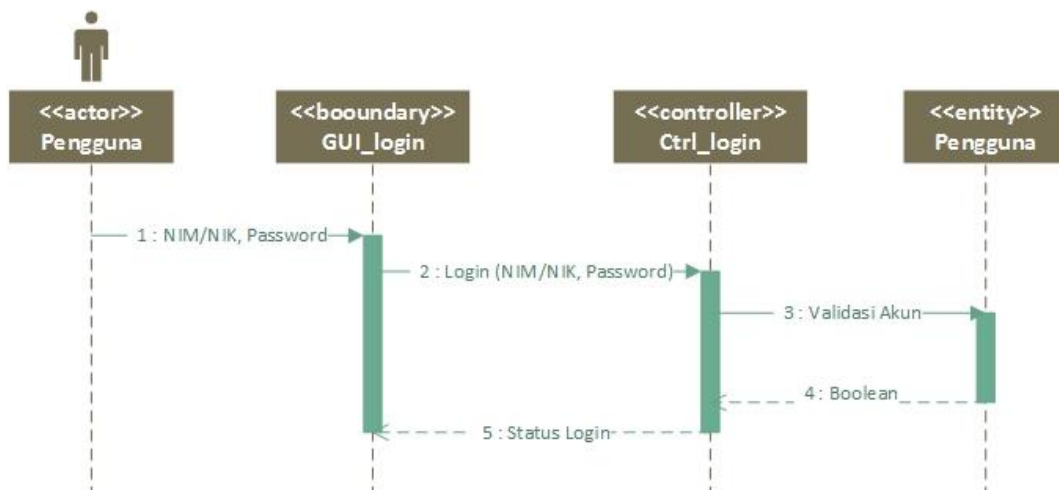 <<actor>>
Pengguna
<<booundary>>
GUI_login
<<controller>>
Ctrl_login
<<entity>>
Pengguna
1 : NIM/NIK, Password
2 : Login (NIM/NIK, Password)
3 : Validasi Akun
4 : Boolean
5 : Status Login